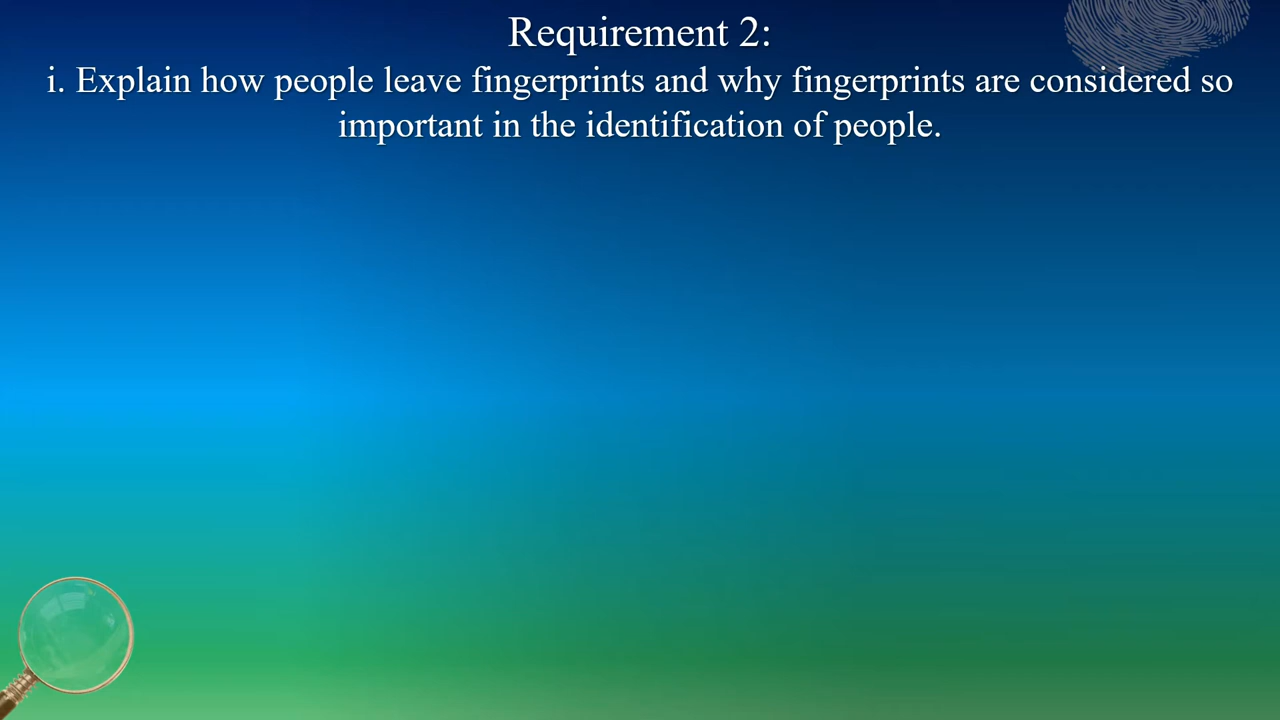 Requirement 2:
i. Explain how people leave fingerprints and why fingerprints are considered so
important in the identification of people.